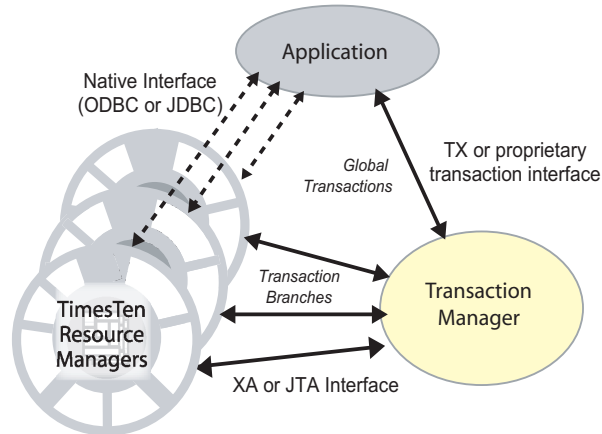 Application
Native Interface
(ODBC or JDBC)
Global
Transactions
TX or proprietary
transaction interface
Transaction
Branches
TimesTen
Resource
Managers
Transaction
Manager
XA or JTA Interface